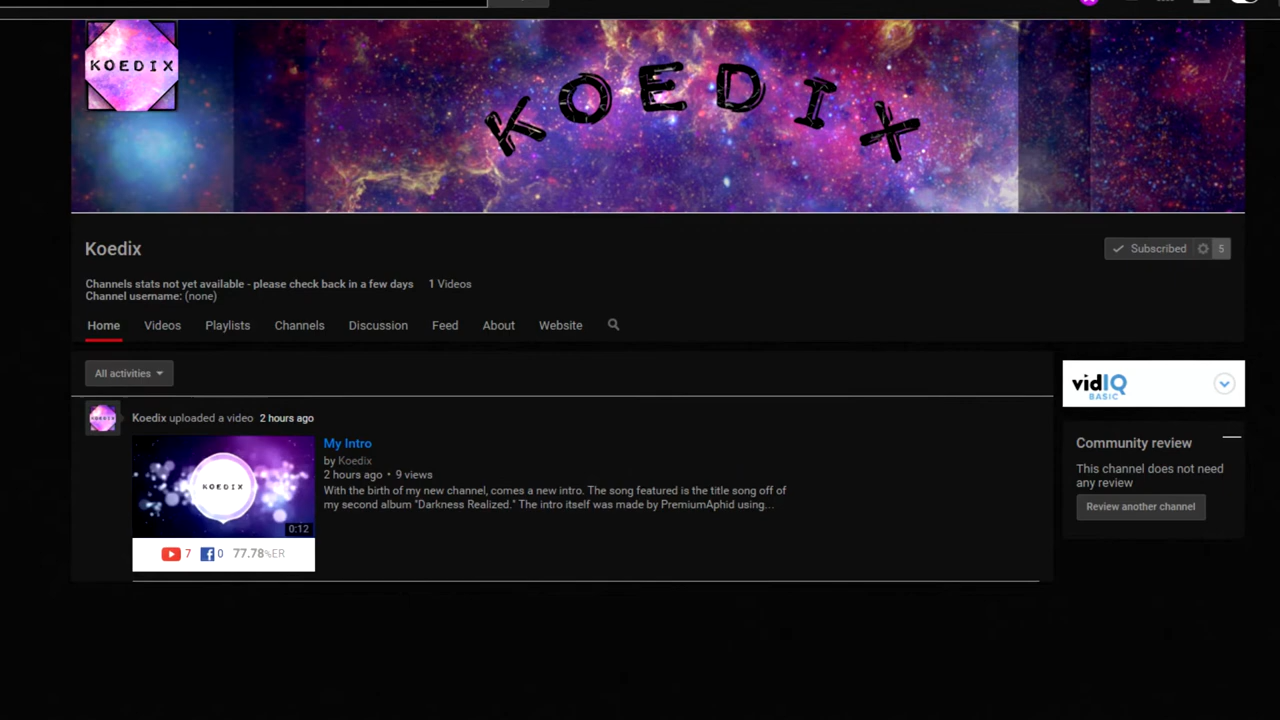 KOEDIX
KOEDIX
Koedix
Subscribed 5
Channels stats not yet available - please check back in a few days 1 Videos
Channel username: (none)
Home Videos Playlists Channels Discussion Feed About Website
All activities
vidIQ
BASIC
KOEDIX
Koedix uploaded a video 2 hours ago
Community review
This channel does not need
any review
Review another channel
KOEDIX
0:12
My Intro
by Koedix
2 hours ago • 9 views
With the birth of my new channel, comes a new intro. The song featured is the title song off of
my second album "Darkness Realized." The intro itself was made by PremiumAphid using...
7 0 77.78%ER